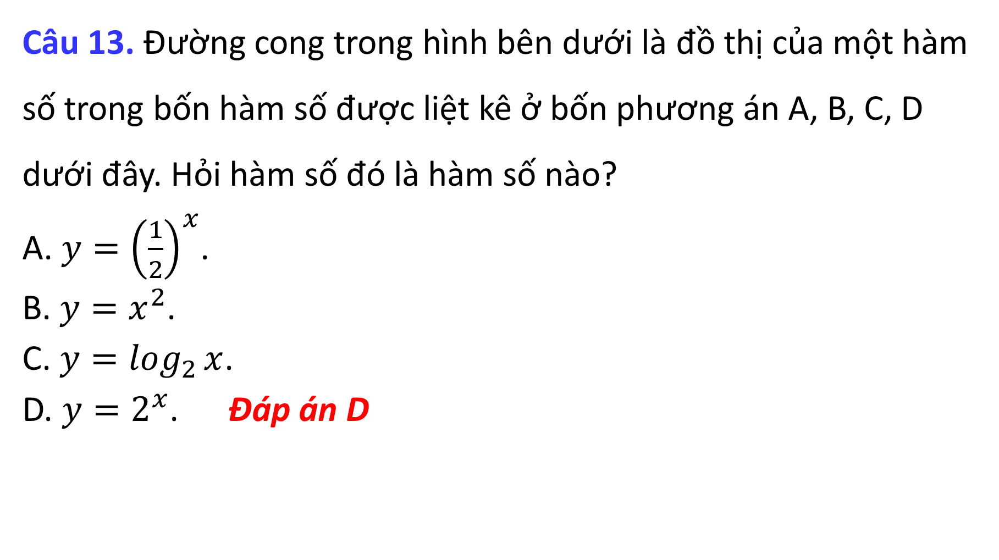 Câu 13. Đường cong trong hình bên dưới là đồ thị của một hàm
số trong bốn hàm số được liệt kê ở bốn phương án A, B, C, D
dưới đây. Hỏi hàm số đó là hàm số nào?
A. $y = \left(\frac{1}{2}\right)^x$.
B. $y = x^2$.
C. $y = log_2 x$.
D. $y = 2^x$. Đáp án D